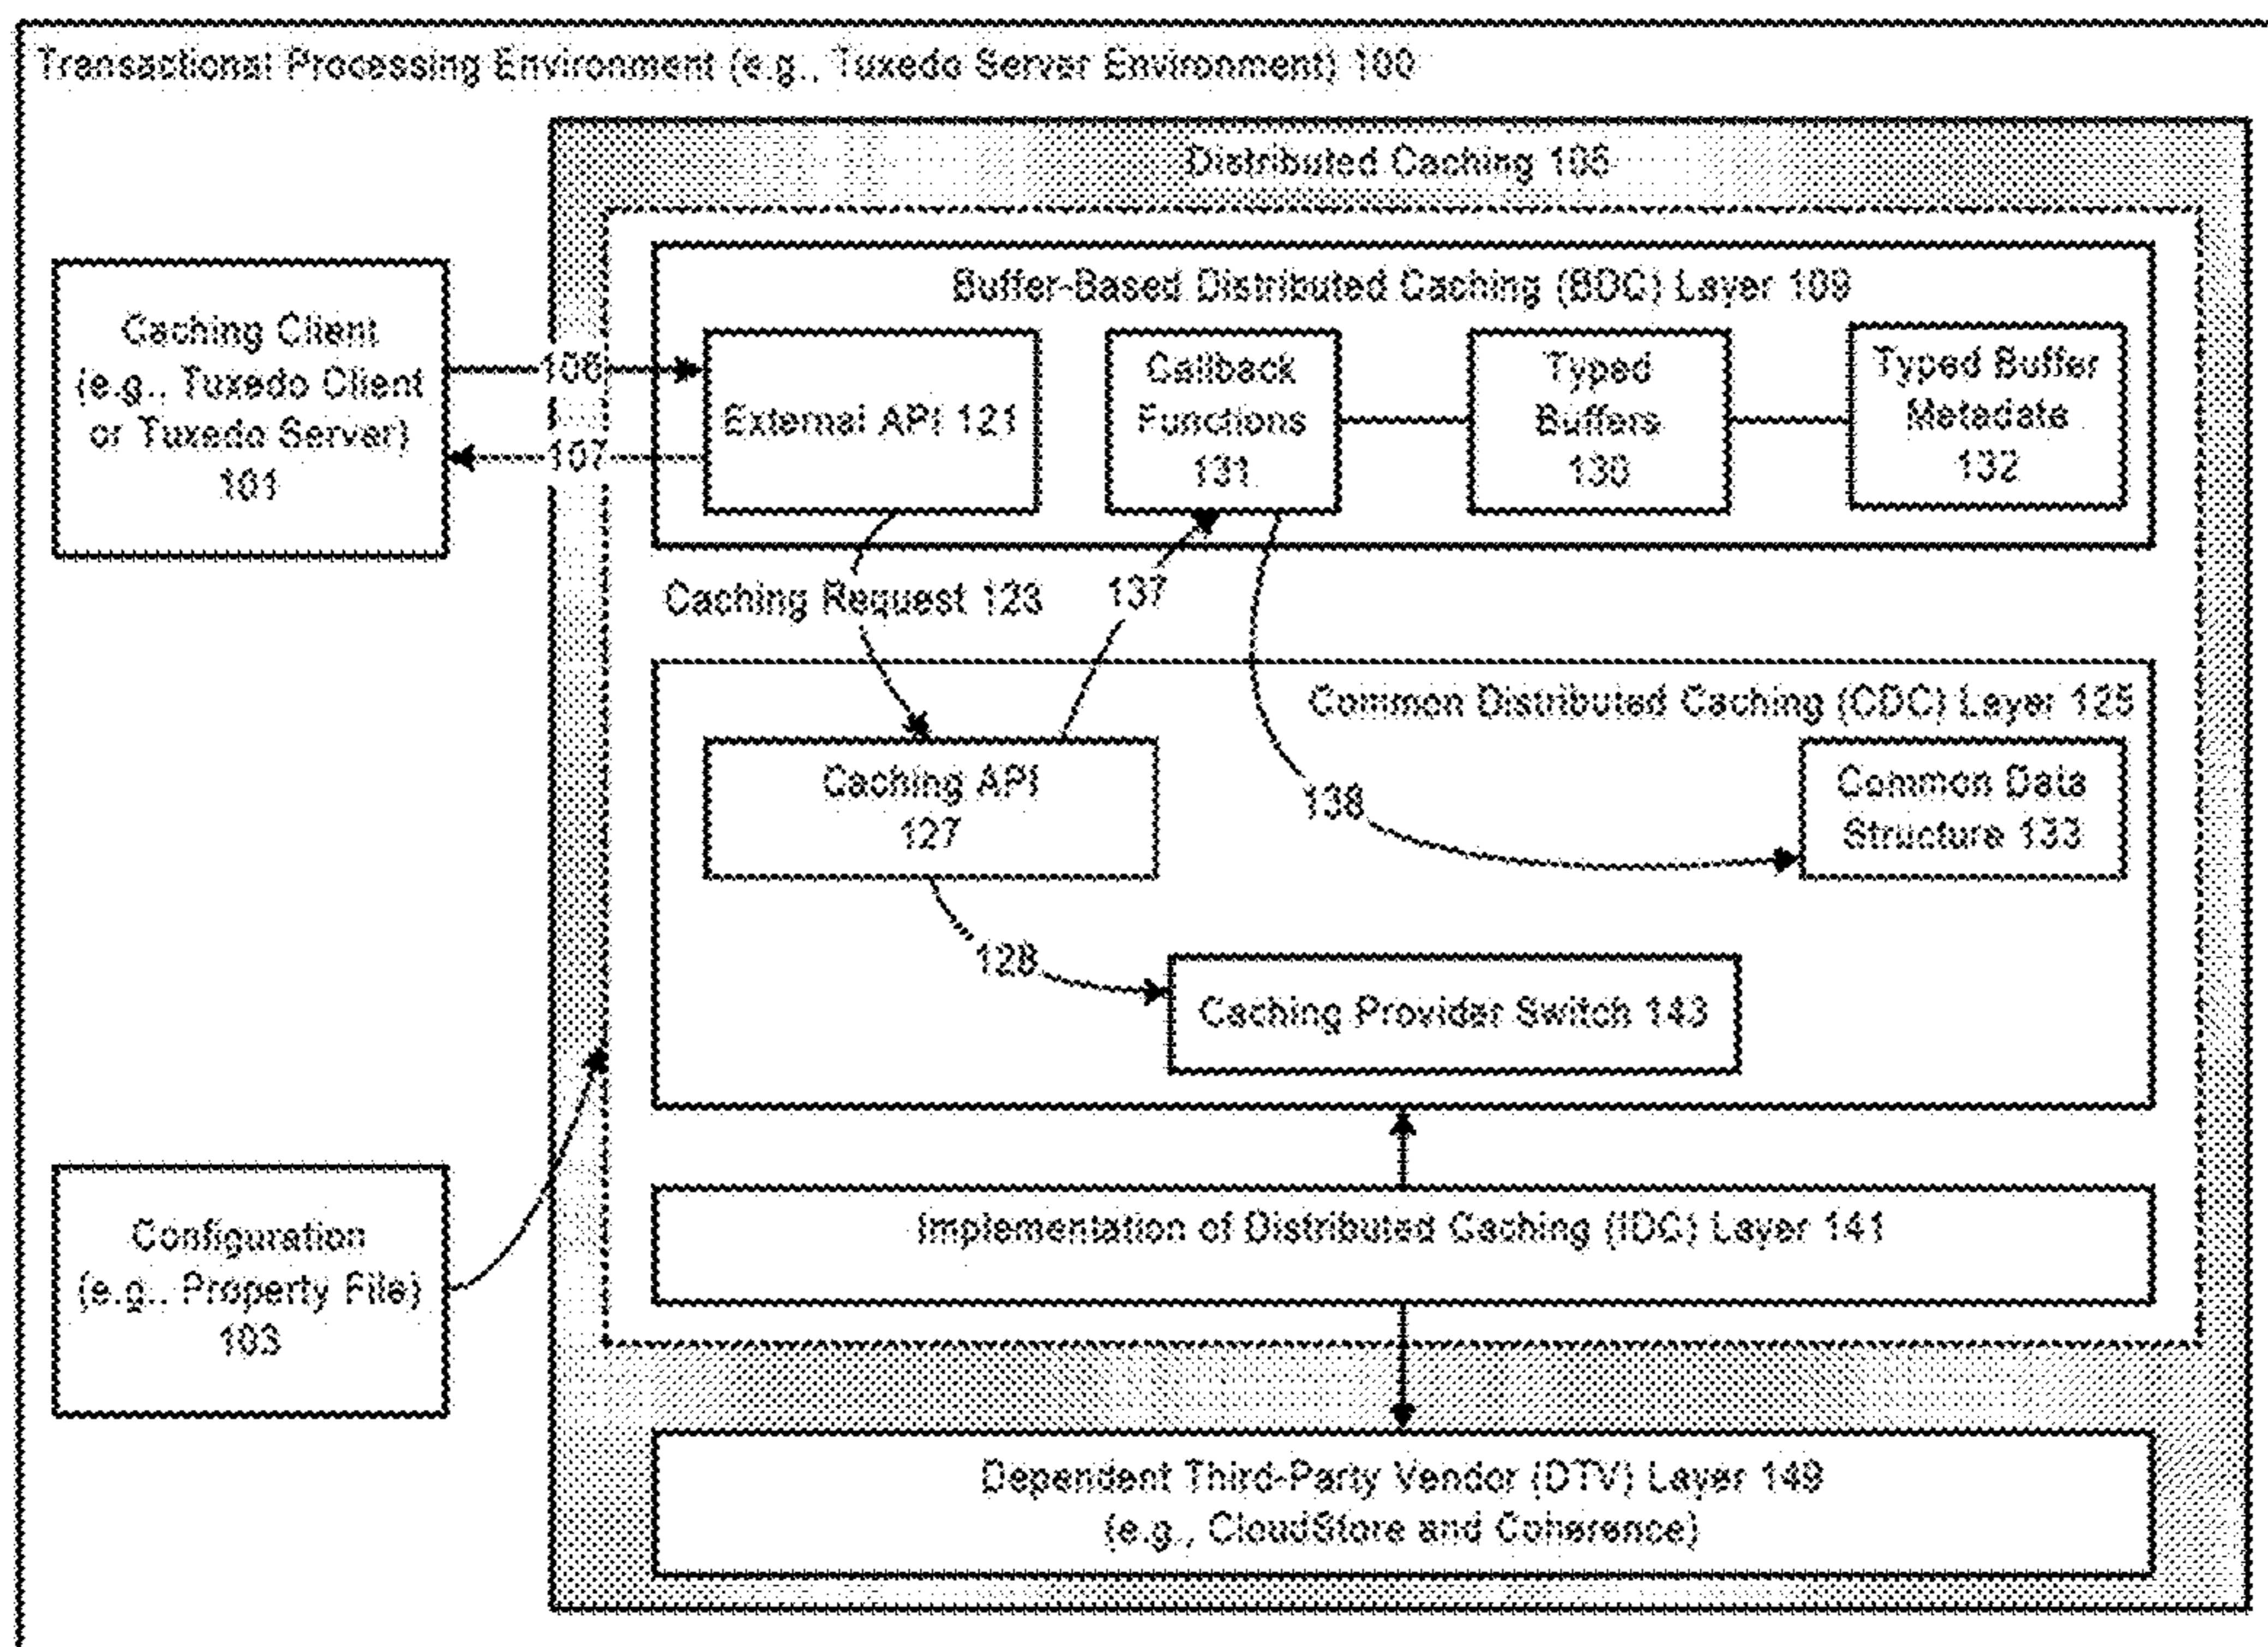 Transactional Processing Environment (e.g., Tuxedo Server Environment) 100
Distributed Caching 105
Buffer-Based Distributed Caching (BDC) Layer 109
Caching Client
(e.g., Tuxedo Client
or Tuxedo Server)
101
106
107
External API 121
Callback
Functions
131
Typed
Buffers
130
Typed Buffer
Metadate
132
Caching Request 123
137
Common Distributed Caching (CDC) Layer 125
Caching API
127
138
Common Data
Structure 133
128
Caching Provider Switch 143
Configuration
(e.g., Property File)
103
Implementation of Distributed Caching (IDC) Layer 141
Dependent Third-Party Vendor (DTV) Layer 149
(e.g., CloudStore and Coherence)